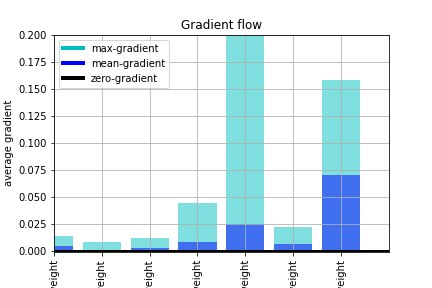 Gradient flow
max-gradient
mean-gradient
zero-gradient
average gradient
0.200
0.175
0.150
0.125
0.100
0.075
0.050
0.025
0.000
eight
eight
eight
eight
eight
eight
eight